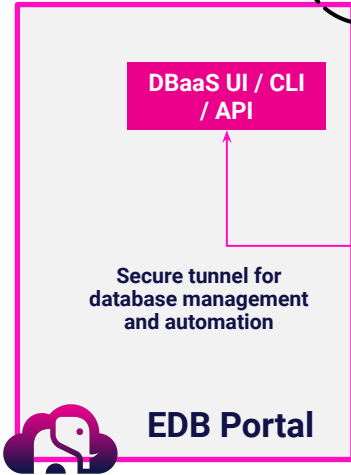 DBaaS UI / CLI
/ API
Secure tunnel for
database management
and automation
EDB Portal